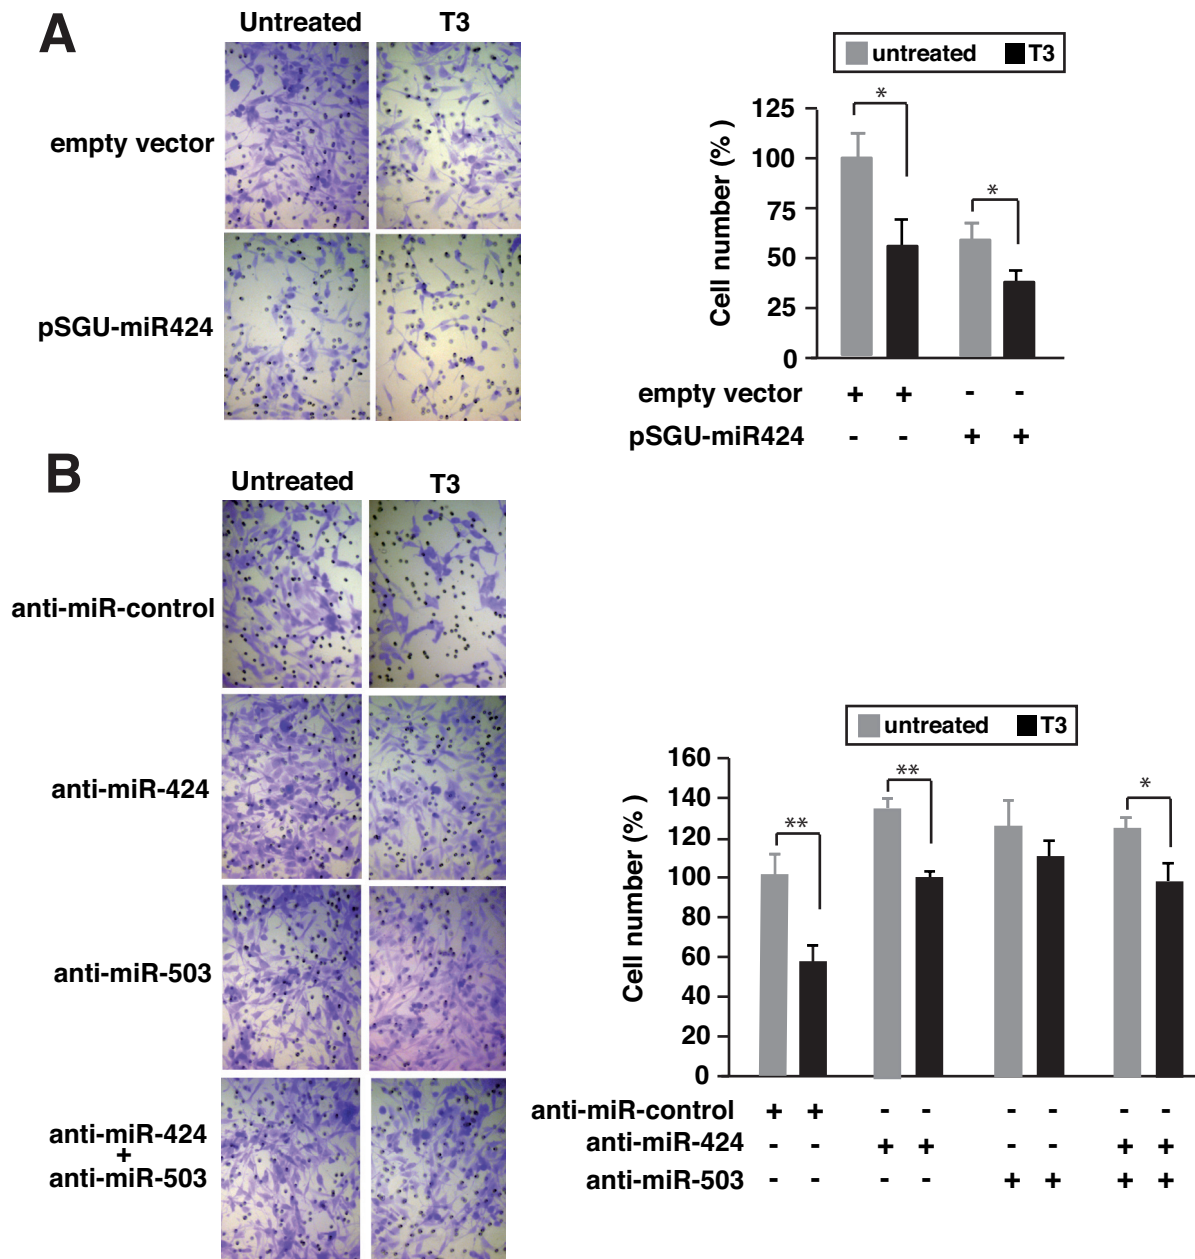 A
Untreated T3
empty vector
pSGU-miR424
untreated T3
Cell number (% )
125
100
75
50
25
0
*
*
empty vector + + - -
pSGU-miR424 - - + +
B
Untreated T3
anti-miR-control
anti-miR-424
anti-miR-503
anti-miR-424
+
anti-miR-503
untreated T3
Cell number (% )
160
140
120
100
80
60
40
20
0
**
**
*
anti-miR-control + + - - - - - -
anti-miR-424 - - + + - - + +
anti-miR-503 - - - - + + + +